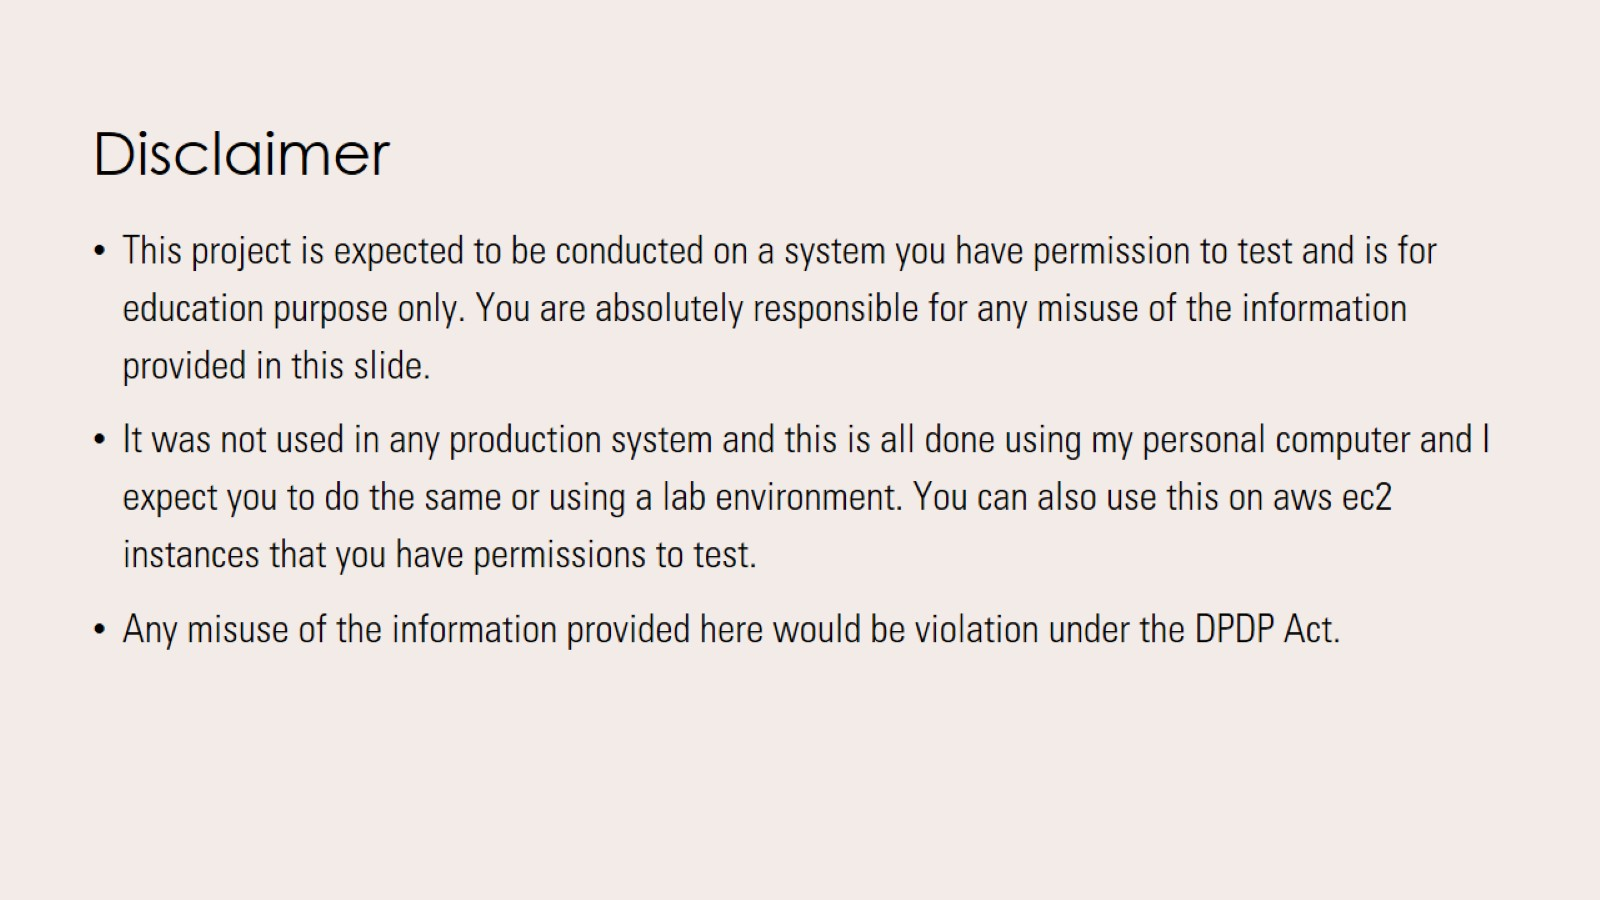 Disclaimer
• This project is expected to be conducted on a system you have permission to test and is for
education purpose only. You are absolutely responsible for any misuse of the information
provided in this slide.
• It was not used in any production system and this is all done using my personal computer and I
expect you to do the same or using a lab environment. You can also use this on aws ec2
instances that you have permissions to test.
• Any misuse of the information provided here would be violation under the DPDP Act.